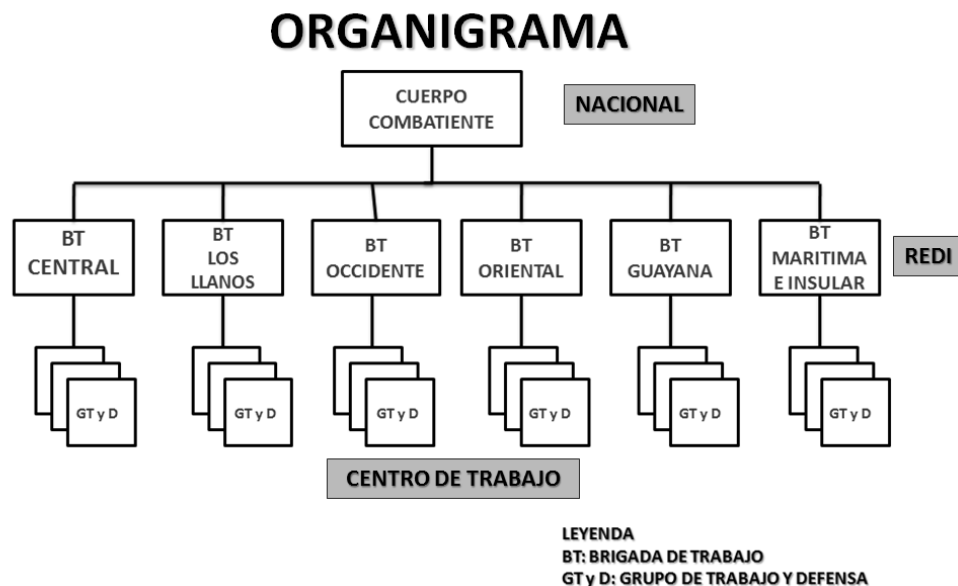 ORGANIGRAMA
CUERPO
COMBATIENTE
NACIONAL
BT
CENTRAL
BT
LOS
LLANOS
BT
OCCIDENTE
BT
ORIENTAL
BT
GUAYANA
BT
MARITIMA
E INSULAR
REDI
GT y D
GT y D
GT y D
GT y D
GT y D
GT y D
CENTRO DE TRABAJO
LEYENDA
BT: BRIGADA DE TRABAJO
GT y D: GRUPO DE TRABAJO Y DEFENSA